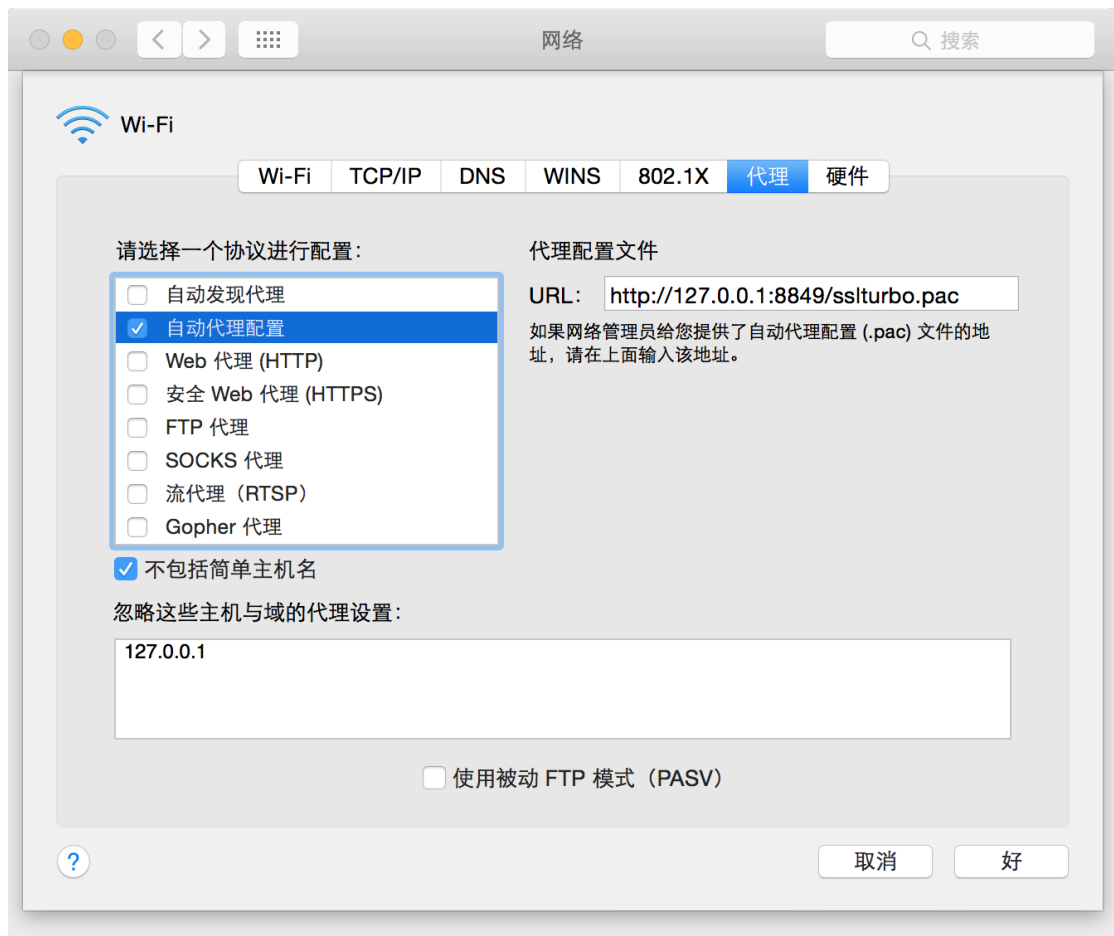 网络
搜索
Wi-Fi
Wi-Fi TCP/IP DNS WINS 802.1X 代理 硬件
请选择一个协议进行配置：
自动发现代理
自动代理配置
Web 代理 (HTTP)
安全 Web 代理 (HTTPS)
FTP 代理
SOCKS 代理
流代理（RTSP）
Gopher 代理
代理配置文件
URL： http://127.0.0.1:8849/sslturbo.pac
如果网络管理员给您提供了自动代理配置 (.pac) 文件的地
址，请在上面输入该地址。
不包括简单主机名
忽略这些主机与域的代理设置：
127.0.0.1
使用被动 FTP 模式（PASV）
?
取消
好